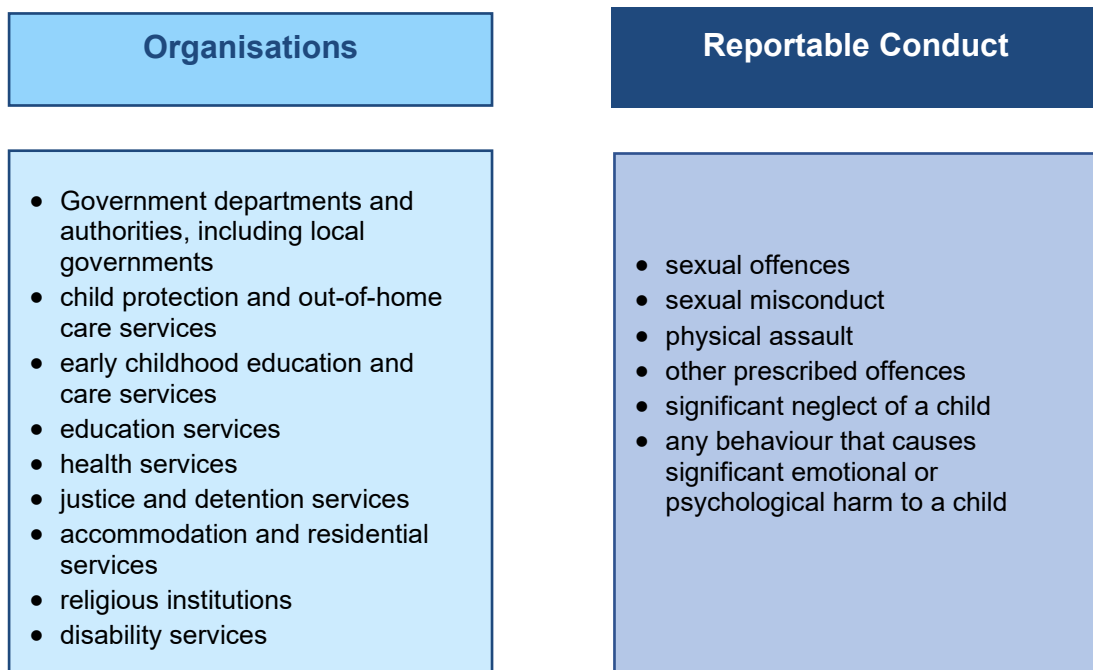 Organisations
• Government departments and
authorities, including local
governments
• child protection and out-of-home
care services
• early childhood education and
care services
• education services
• health services
• justice and detention services
• accommodation and residential
services
• religious institutions
• disability services
Reportable Conduct
• sexual offences
• sexual misconduct
• physical assault
• other prescribed offences
• significant neglect of a child
• any behaviour that causes
significant emotional or
psychological harm to a child